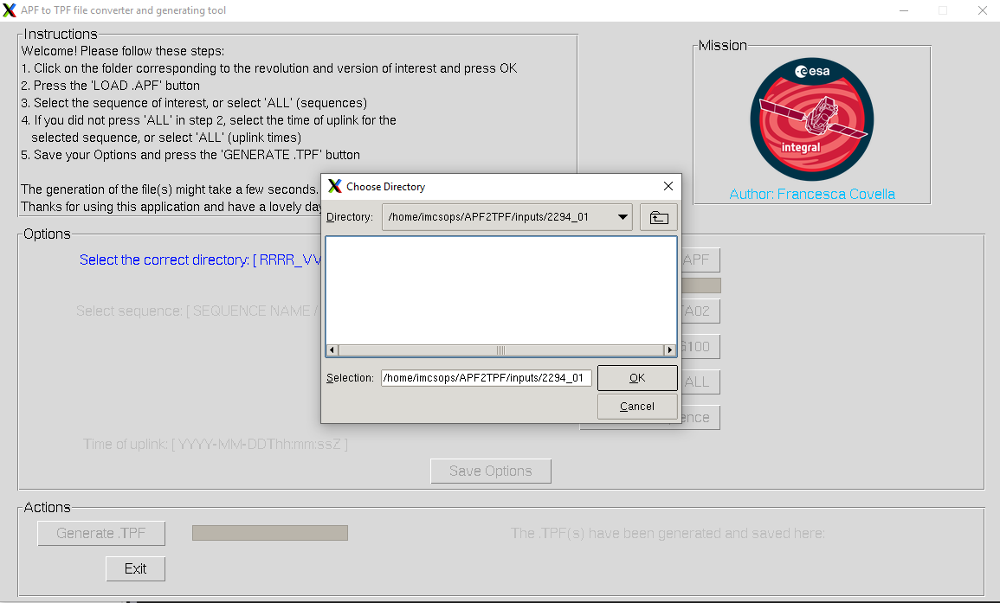 APF to TPF file converter and generating tool
Instructions
Welcome! Please follow these steps:
1. Click on the folder corresponding to the revolution and version of interest and press OK
2. Press the 'LOAD .APF' button
3. Select the sequence of interest, or select 'ALL' (sequences)
4. If you did not press 'ALL' in step 2, select the time of uplink for the
selected sequence, or select 'ALL' (uplink times)
5. Save your Options and press the 'GENERATE .TPF' button
The generation of the file(s) might take a few seconds.
Thanks for using this application and have a lovely day
Mission
esa
integral
Author: Francesca Covella
Choose Directory
Directory: /home/imcsops/APF2TPF/inputs/2294_01
Selection: /home/imcsops/APF2TPF/inputs/2294_01
OK
Cancel
Options
Select the correct directory: [ RRRR_VV
APF
Select sequence: [ SEQUENCE NAME /
A02
G100
ALL
ence
Time of uplink: [ YYYY-MM-DDThh:mm:ssZ ]
Save Options
Actions
Generate .TPF
The .TPF(s) have been generated and saved here:
Exit